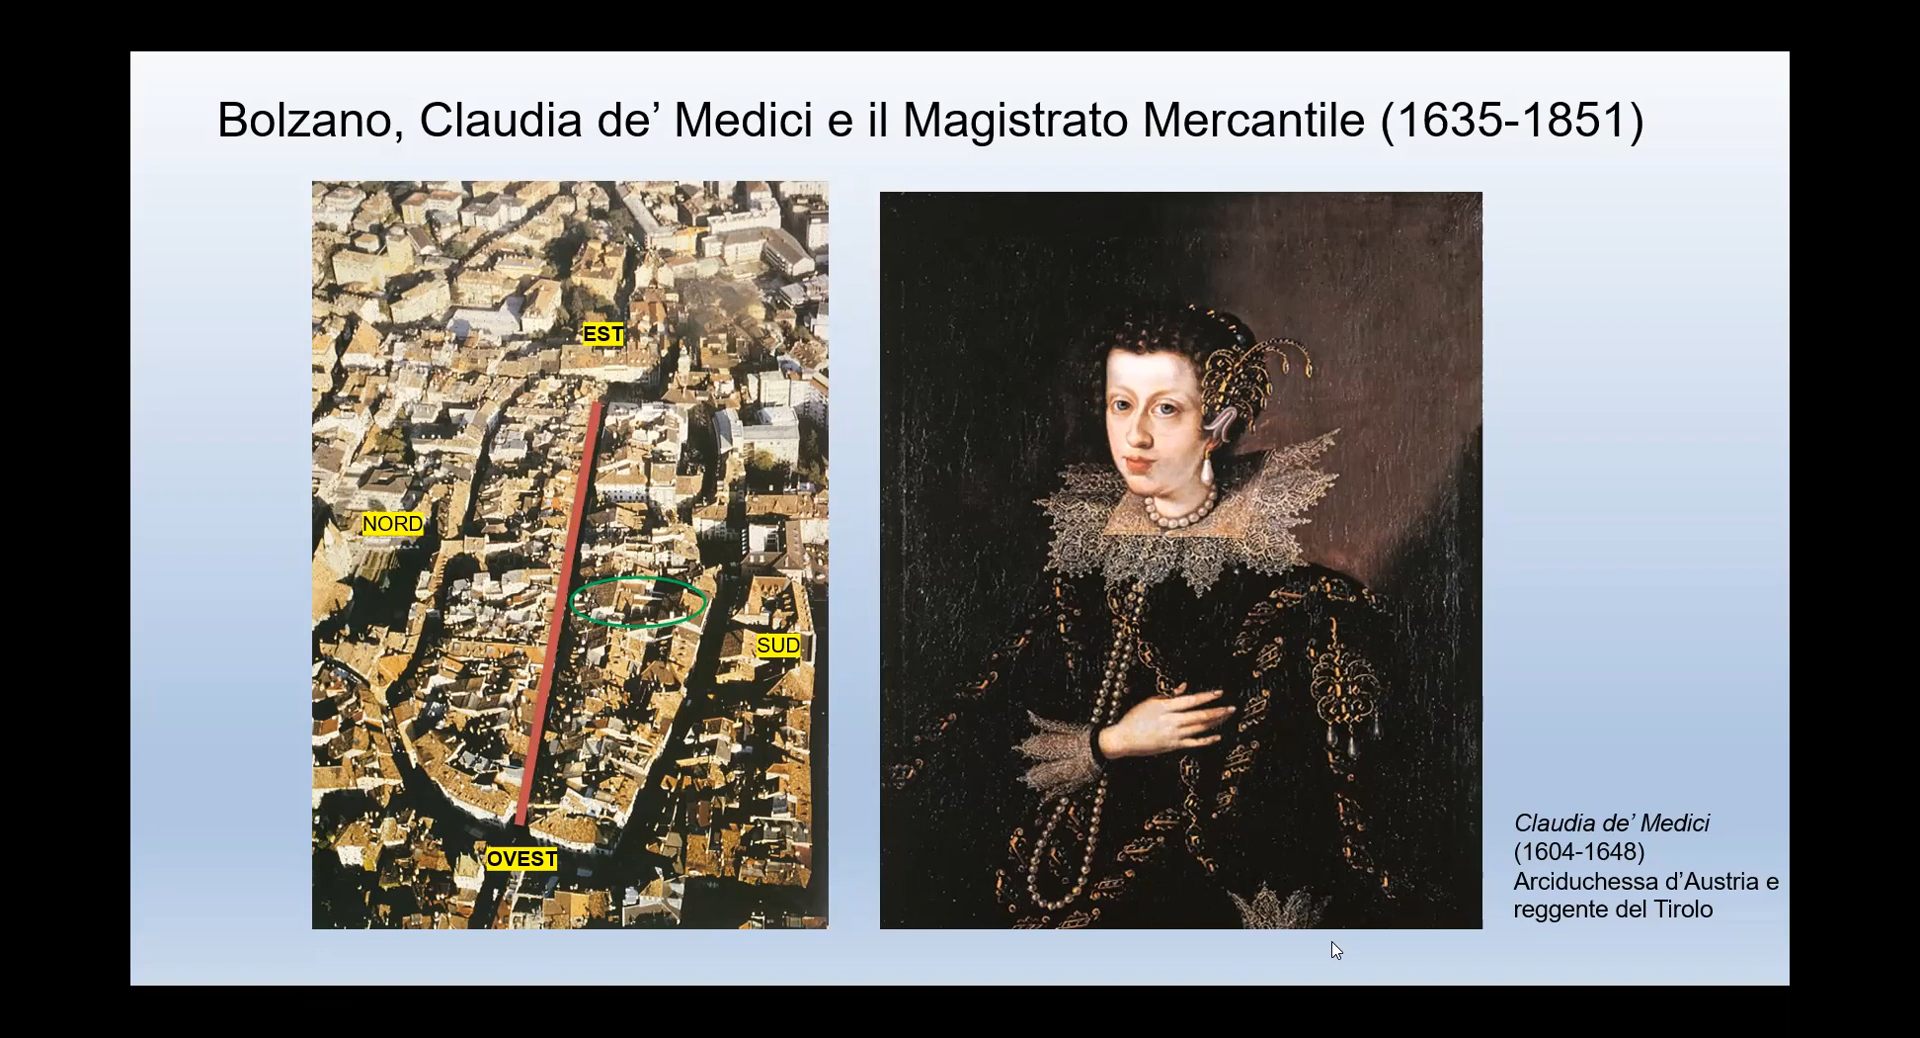 Bolzano, Claudia de’ Medici e il Magistrato Mercantile (1635-1851)
EST
NORD
SUD
OVEST
Claudia de’ Medici
(1604-1648)
Arciduchessa d’Austria e
reggente del Tirolo